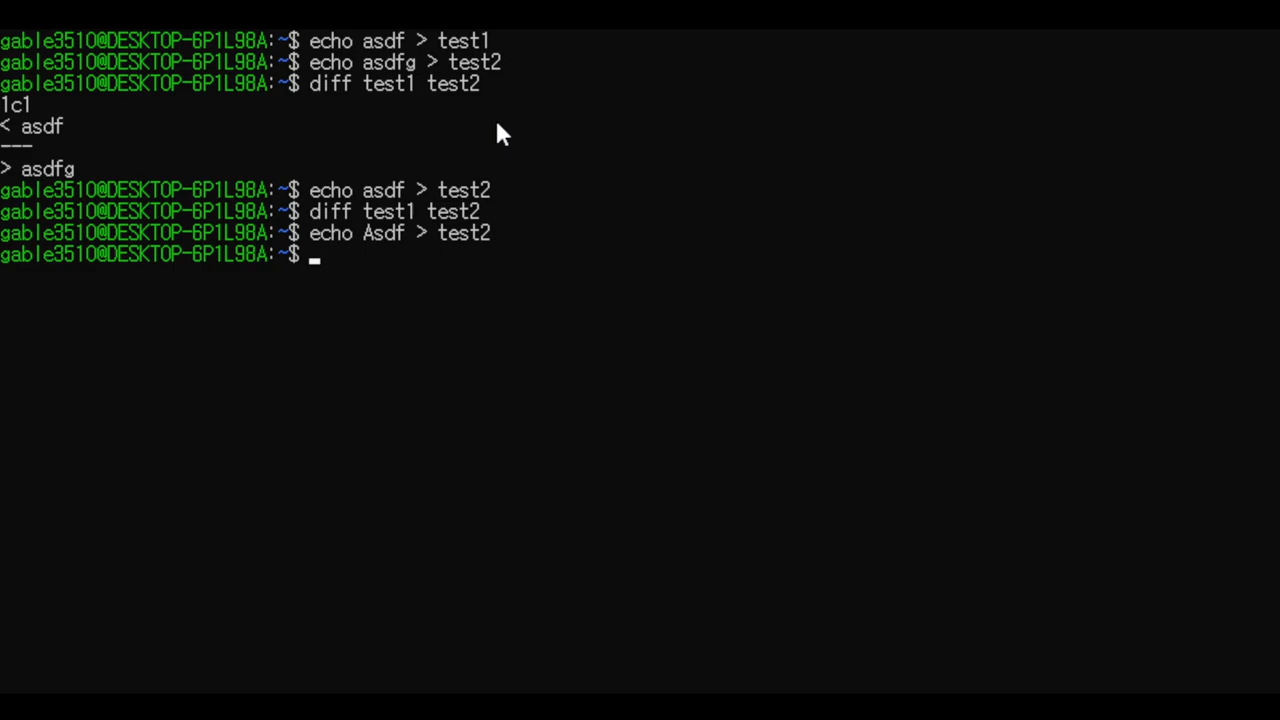 gable3510@DESKTOP-6P1L98A:~$ echo asdf > test1
gable3510@DESKTOP-6P1L98A:~$ echo asdfg > test2
gable3510@DESKTOP-6P1L98A:~$ diff test1 test2
1c1
< asdf
---
> asdfg
gable3510@DESKTOP-6P1L98A:~$ echo asdf > test2
gable3510@DESKTOP-6P1L98A:~$ diff test1 test2
gable3510@DESKTOP-6P1L98A:~$ echo Asdf > test2
gable3510@DESKTOP-6P1L98A:~$